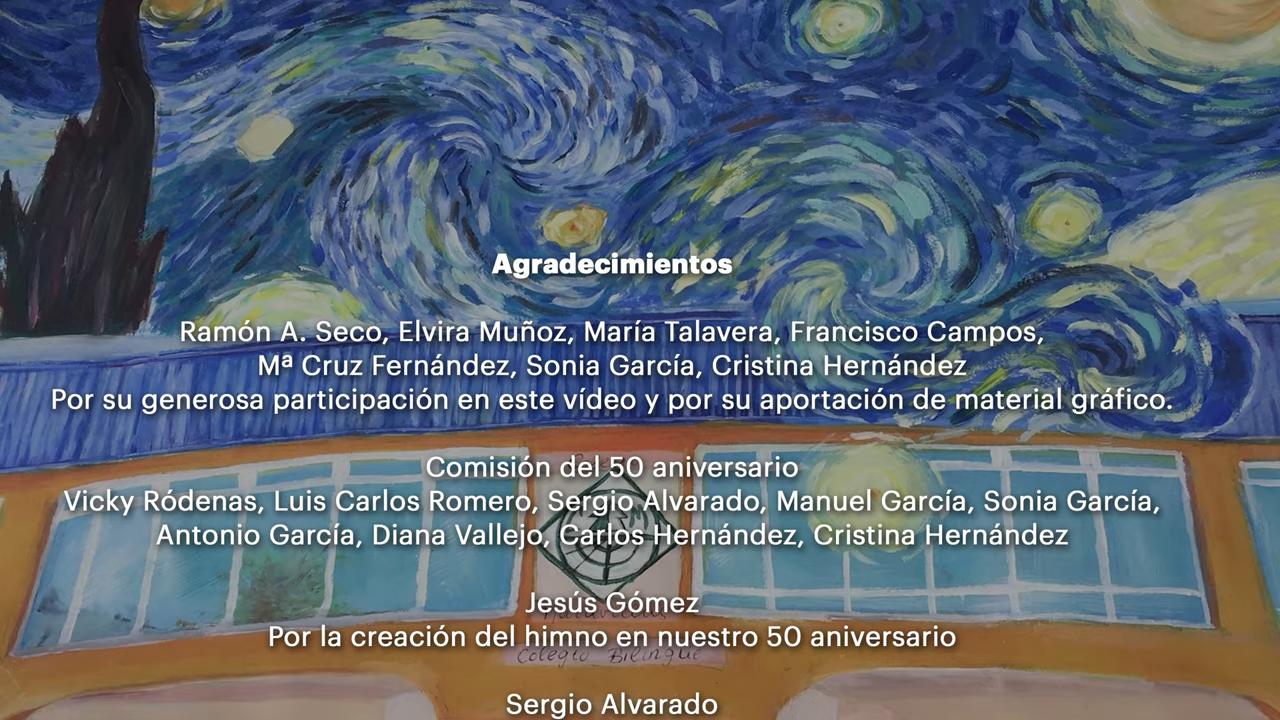 Agradecimientos
Ramón A. Seco, Elvira Muñoz, María Talavera, Francisco Campos,
Mª Cruz Fernández, Sonia García, Cristina Hernández
Por su generosa participación en este vídeo y por su aportación de material gráfico.
Comisión del 50 aniversario
Vicky Ródenas, Luis Carlos Romero, Sergio Alvarado, Manuel García, Sonia García,
Antonio García, Diana Vallejo, Carlos Hernández, Cristina Hernández
Jesús Gómez
Por la creación del himno en nuestro 50 aniversario
Colegio Bilingüe
Sergio Alvarado